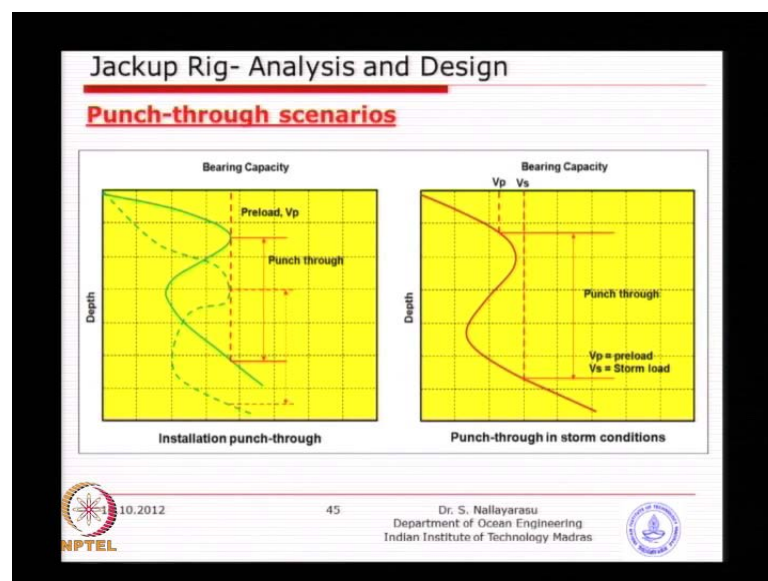 Jackup Rig- Analysis and Design
Punch-through scenarios
Bearing Capacity
Preload, Vp
Punch through
Depth
Installation punch-through
Bearing Capacity
Vp Vs
Punch through
Depth
Vp = preload
Vs = Storm load
Punch-through in storm conditions
10.2012
45
Dr. S. Nallayarasu
Department of Ocean Engineering
Indian Institute of Technology Madras
NPTEL